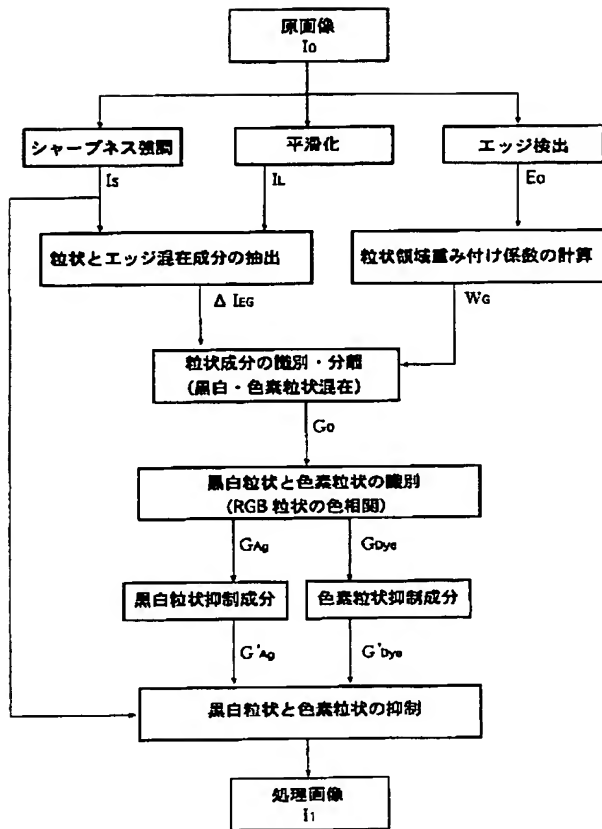 原画像
I0
シャープネス強調
平滑化
エッジ検出
IS
IL
E0
粒状とエッジ混在成分の抽出
粒状領域重み付け係数の計算
Δ IEG
WG
粒状成分の識別・分離
(黒白・色素粒状混在)
G0
黒白粒状と色素粒状の識別
(RGB 粒状の色相関)
GAg
GDye
黒白粒状抑制成分
色素粒状抑制成分
G'Ag
G'Dye
黒白粒状と色素粒状の抑制
処理画像
I1